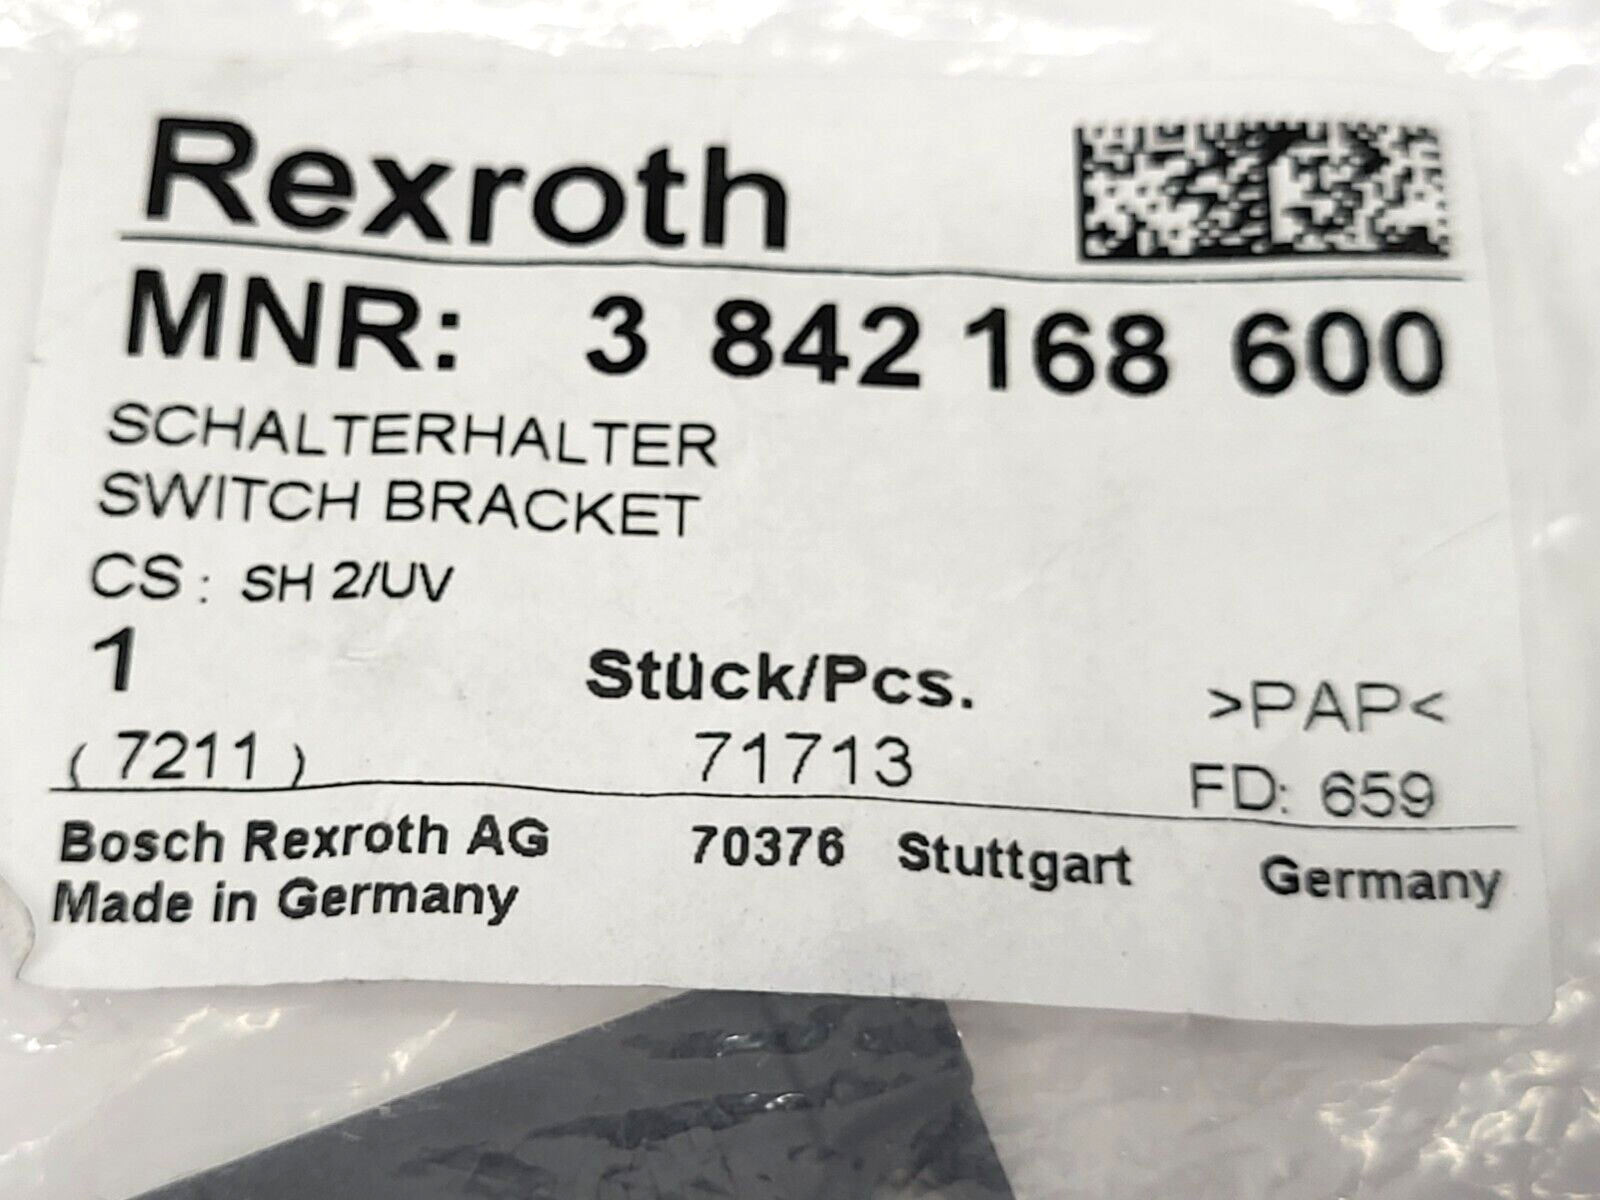 Rexroth
MNR: 3 842 168 600
SCHALTERHALTER
SWITCH BRACKET
CS: SH 2/UV
1 Stück/Pcs. >PAP<
( 7211 ) 71713 FD: 659
Bosch Rexroth AG 70376 Stuttgart Germany
Made in Germany